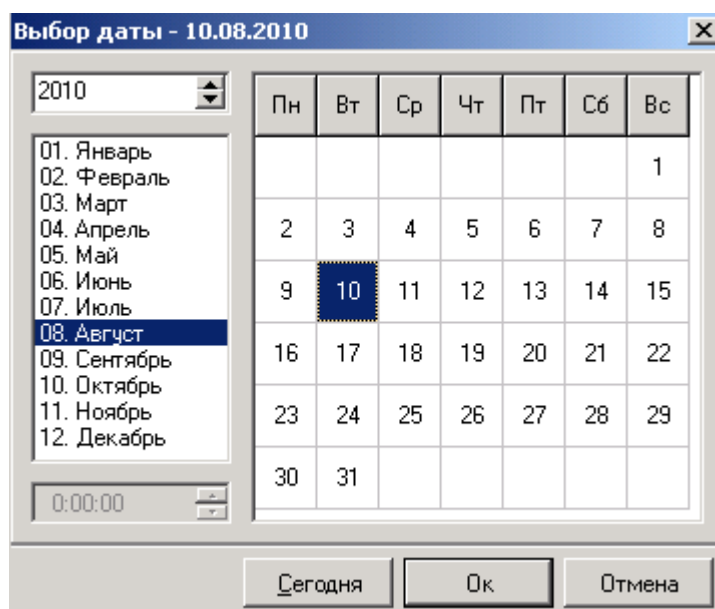 Выбор даты - 10.08.2010
2010
01. Январь
02. Февраль
03. Март
04. Апрель
05. Май
06. Июнь
07. Июль
08. Август
09. Сентябрь
10. Октябрь
11. Ноябрь
12. Декабрь
0:00:00
Пн Вт Ср Чт Пт Сб Вс
1
2 3 4 5 6 7 8
9 10 11 12 13 14 15
16 17 18 19 20 21 22
23 24 25 26 27 28 29
30 31
Сегодня Ок Отмена